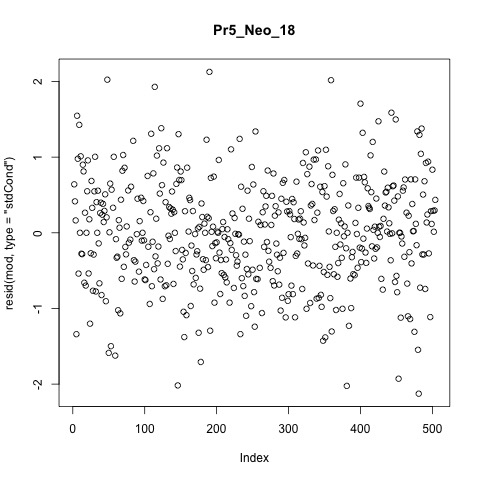 Pr5_Neo_18
resid(mod, type = "stdCond")
2
1
0
-1
-2
0 100 200 300 400 500
Index